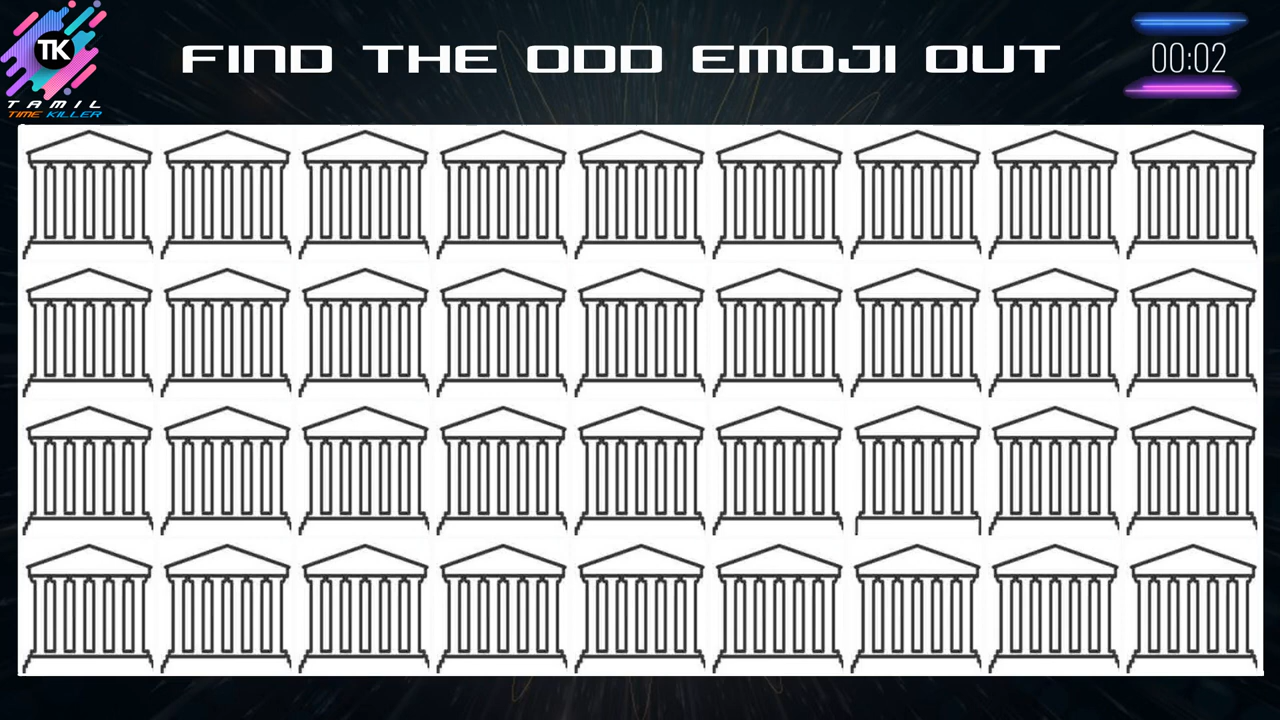 TK
TAMIL
TIME KILLER
FIND THE ODD EMOJI OUT
00:02